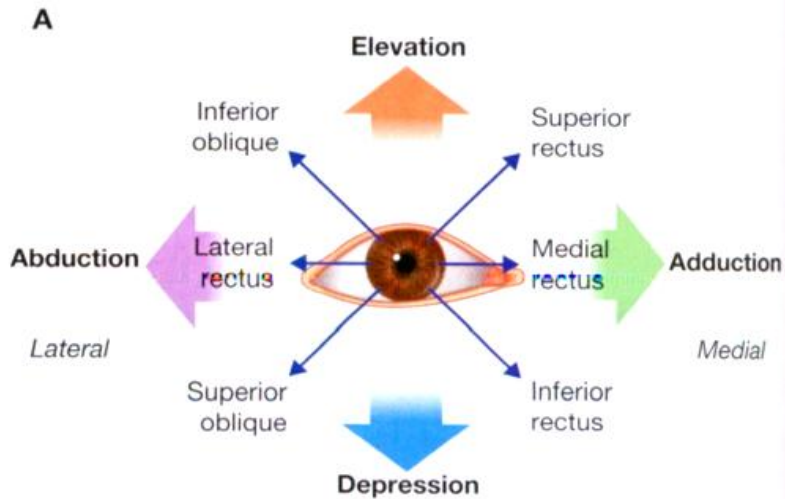 A
Elevation
Inferior
oblique
Superior
rectus
Abduction
Lateral
rectus
Medial
rectus
Adduction
Lateral
Medial
Superior
oblique
Inferior
rectus
Depression